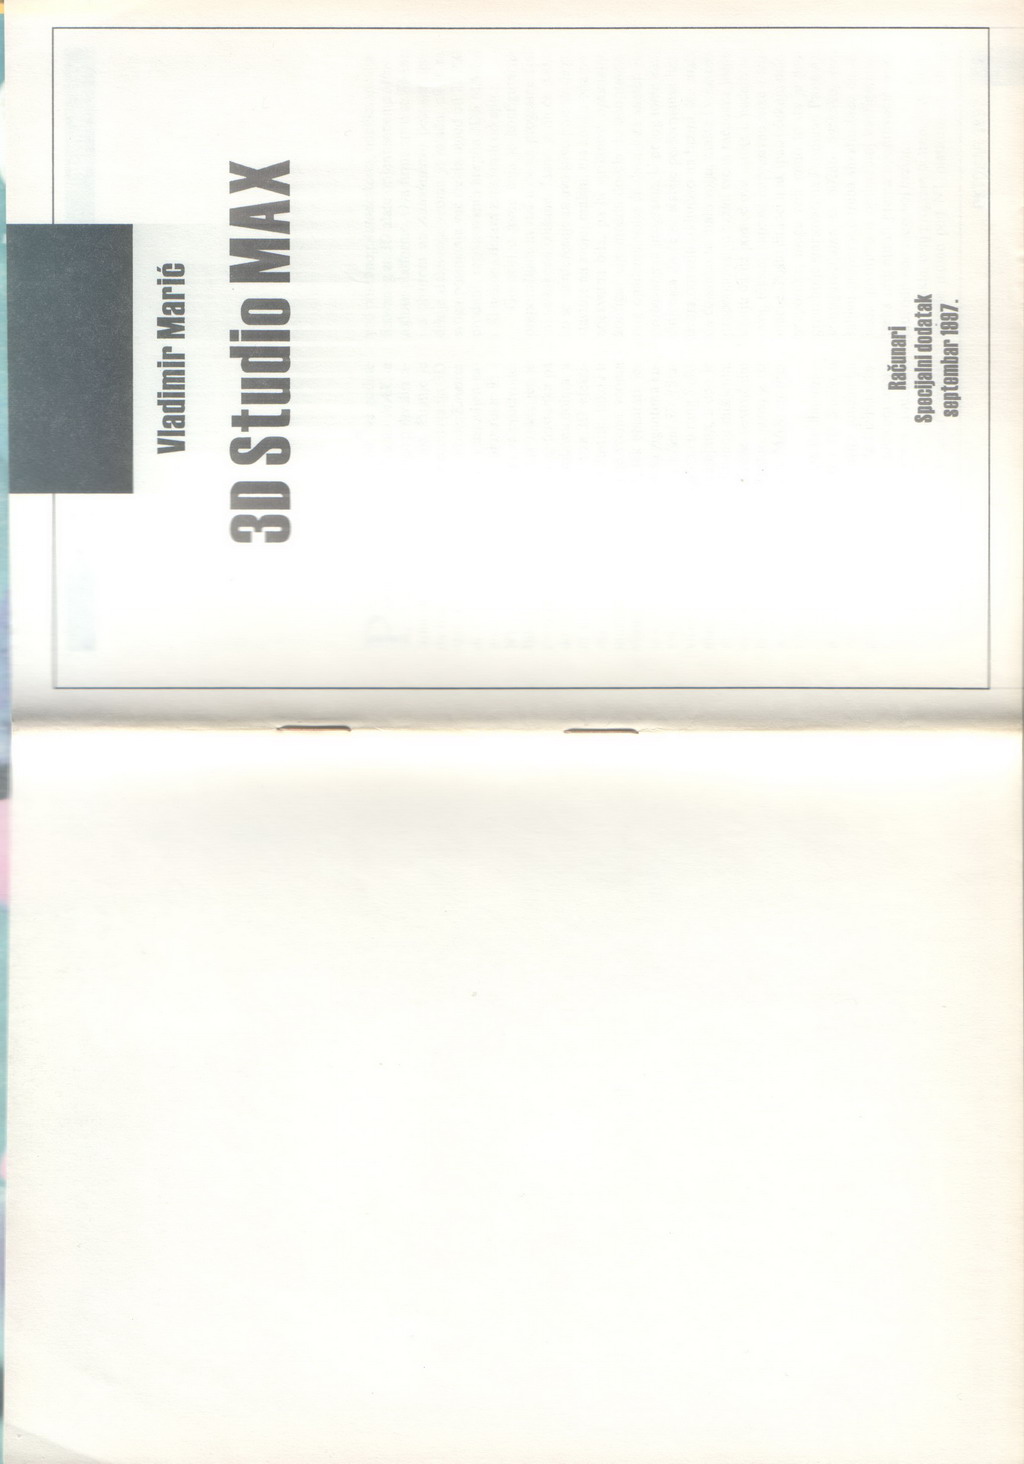 Vladimir Marić
3D Studio MAX
Računari
Specijalni dodatak
septembar 1997.